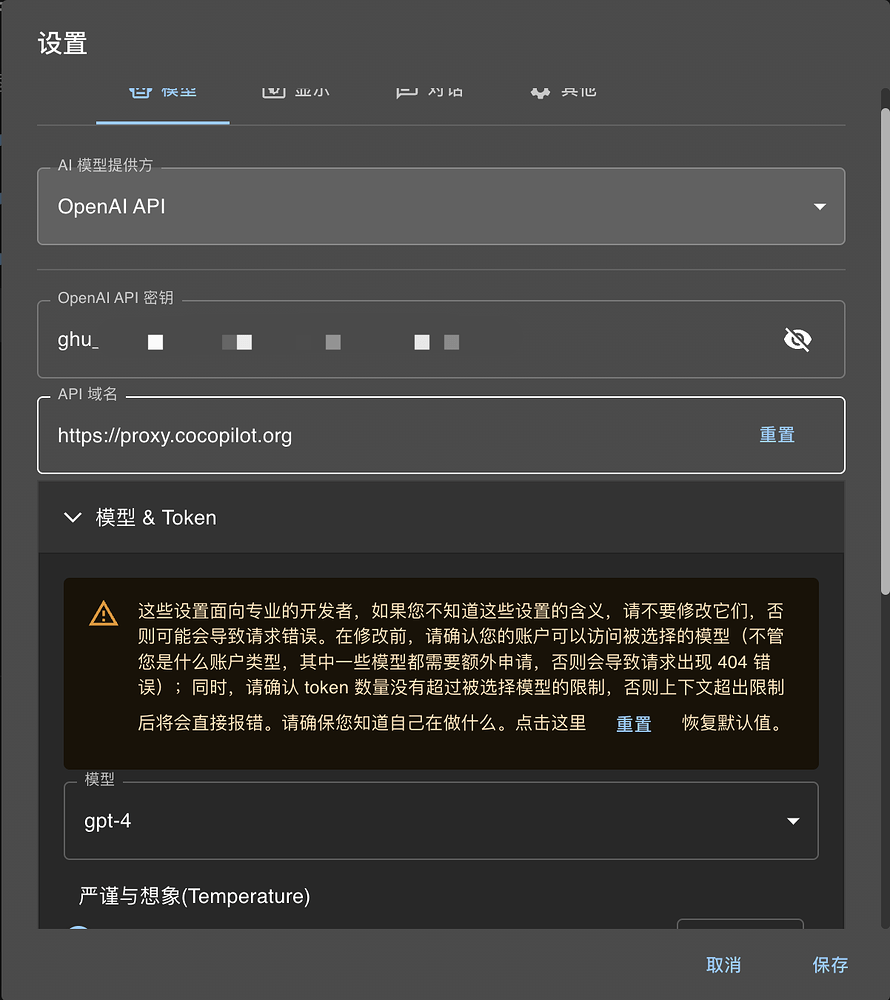 设置
模型
显示
对话
其他
AI 模型提供方
OpenAI API
OpenAI API 密钥
ghu_
API 域名
https://proxy.cocopilot.org
重置
模型 & Token
这些设置面向专业的开发者，如果您不知道这些设置的含义，请不要修改它们，否
则可能会导致请求错误。在修改前，请确认您的账户可以访问被选择的模型（不管
您是什么账户类型，其中一些模型都需要额外申请，否则会导致请求出现 404 错
误）；同时，请确认 token 数量没有超过被选择模型的限制，否则上下文超出限制
后将会直接报错。请确保您知道自己在做什么。点击这里 重置 恢复默认值。
模型
gpt-4
严谨与想象(Temperature)
取消
保存